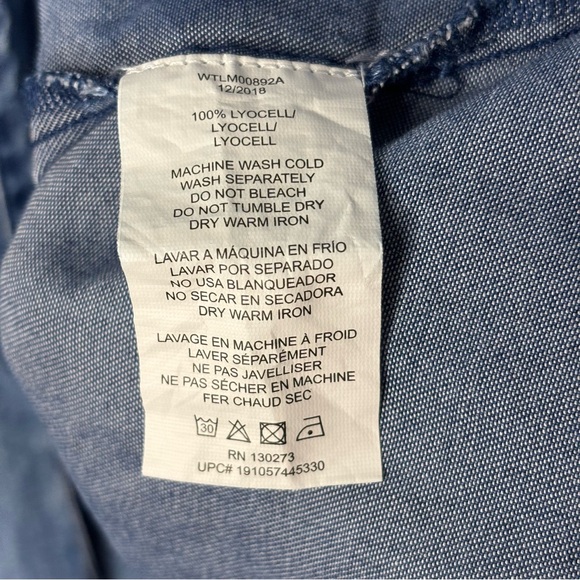 WTLM00892A
12/2018
100% LYOCELL/
LYOCELL/
LYOCELL
MACHINE WASH COLD
WASH SEPARATELY
DO NOT BLEACH
DO NOT TUMBLE DRY
DRY WARM IRON
LAVAR A MÁQUINA EN FRÍO
LAVAR POR SEPARADO
NO USA BLANQUEADOR
NO SECAR EN SECADORA
DRY WARM IRON
LAVAGE EN MACHINE À FROID
LAVER SÉPARÉMENT
NE PAS JAVELLISER
NE PAS SÉCHER EN MACHINE
FER CHAUD SEC
30
RN 130273
UPC# 191057445330